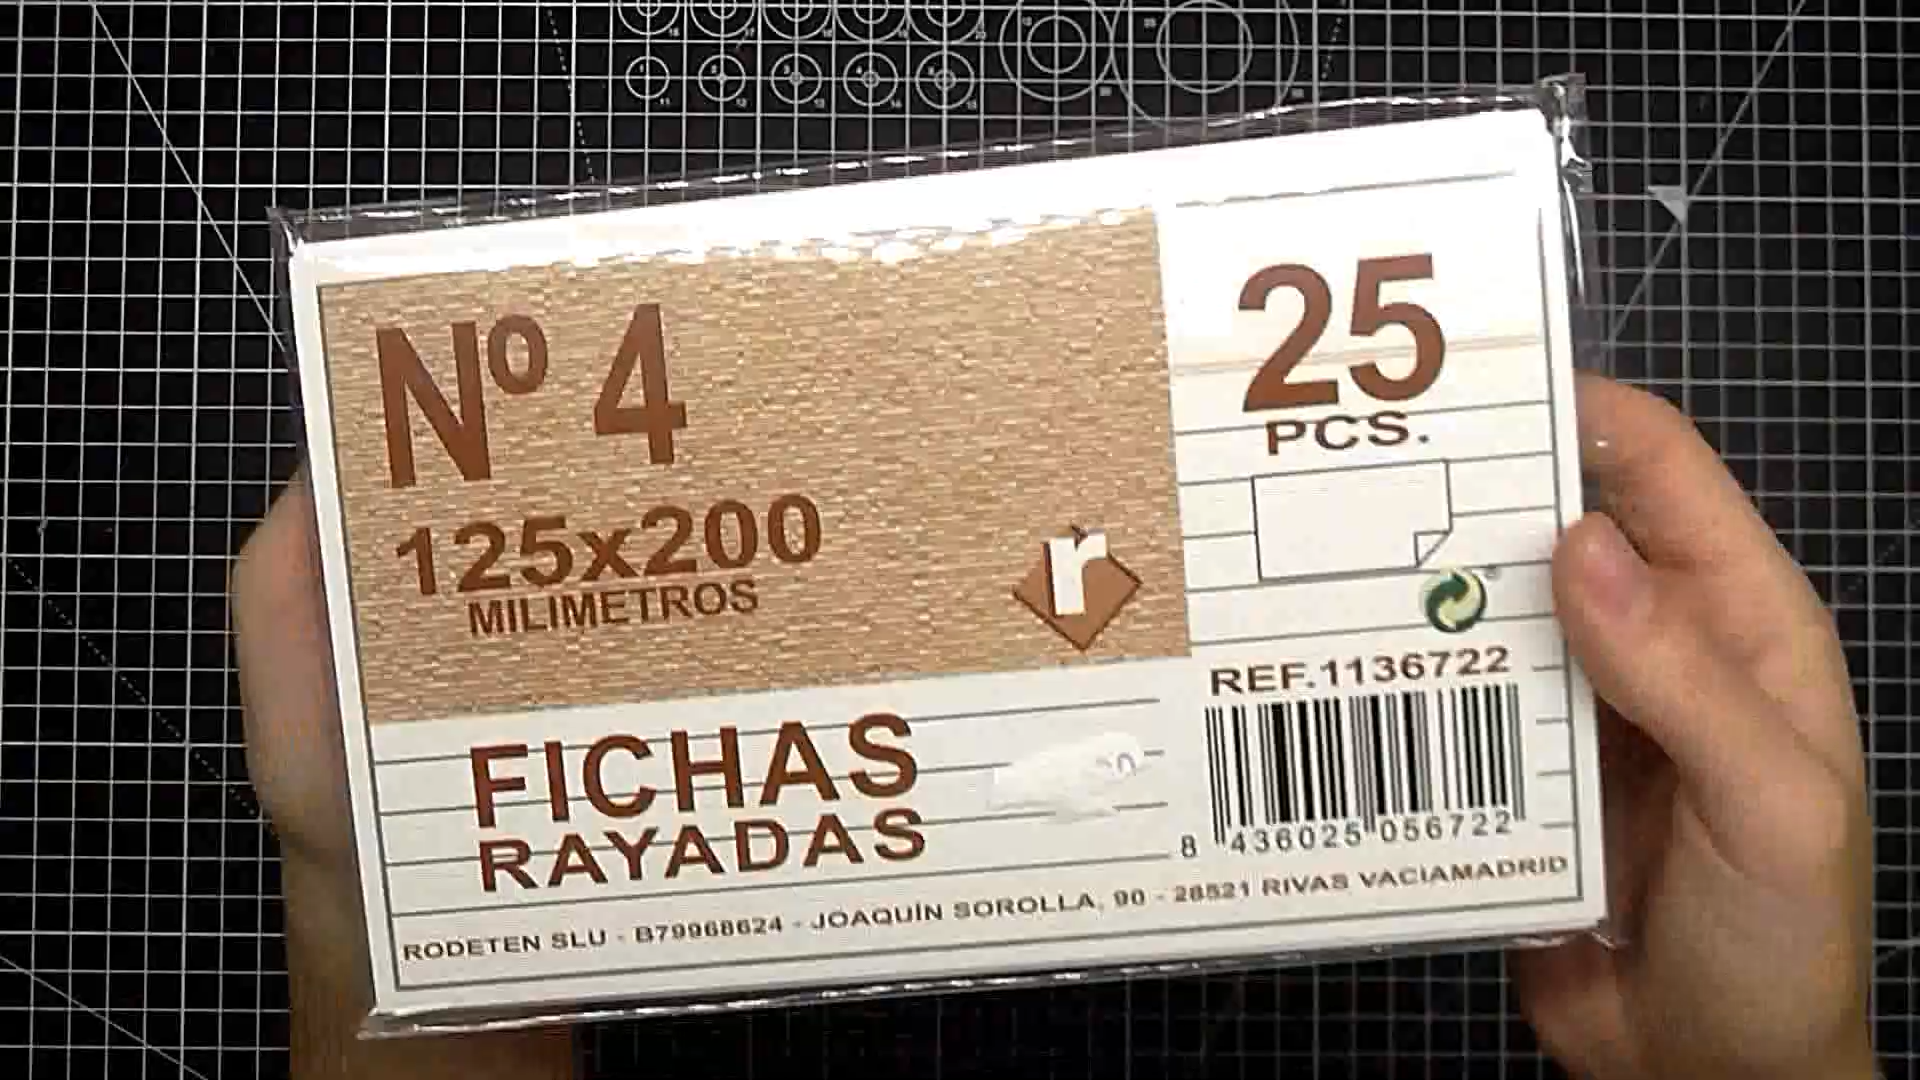 Nº 4
125x200
MILIMETROS
r
25
PCS.
REF.1136722
FICHAS
RAYADAS
8 436025 056722
RODETEN SLU - B79968624 - JOAQUÍN SOROLLA, 90 - 28521 RIVAS VACIAMADRID